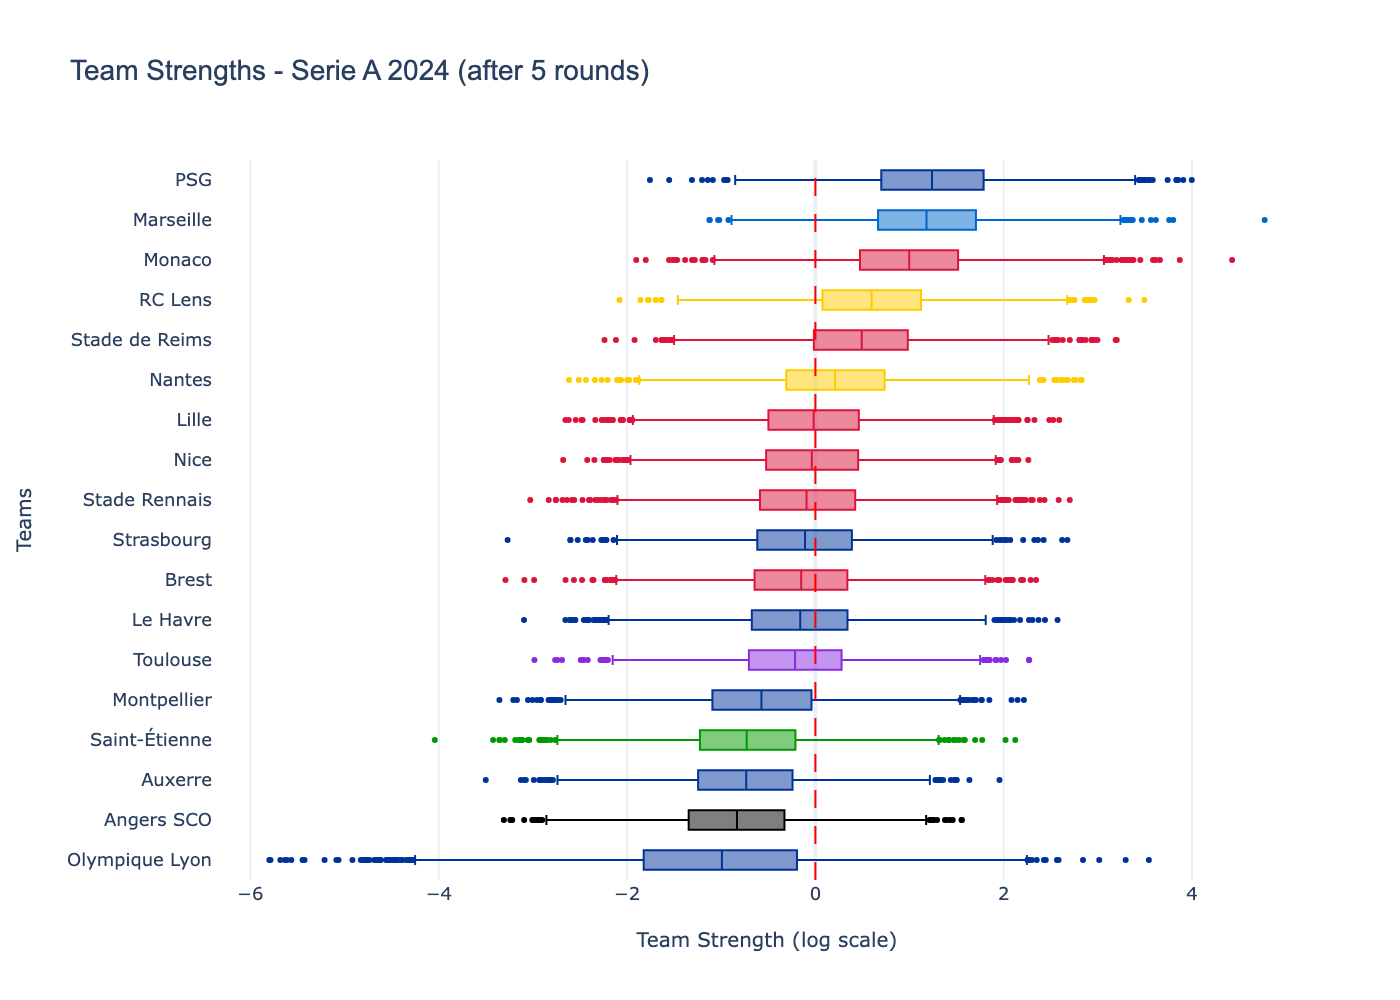 Team Strengths - Serie A 2024 (after 5 rounds)
PSG
Marseille
Monaco
RC Lens
Stade de Reims
Nantes
Lille
Nice
Stade Rennais
Strasbourg
Brest
Le Havre
Toulouse
Montpellier
Saint-Étienne
Auxerre
Angers SCO
Olympique Lyon
Teams
−6 −4 −2 0 2 4
Team Strength (log scale)